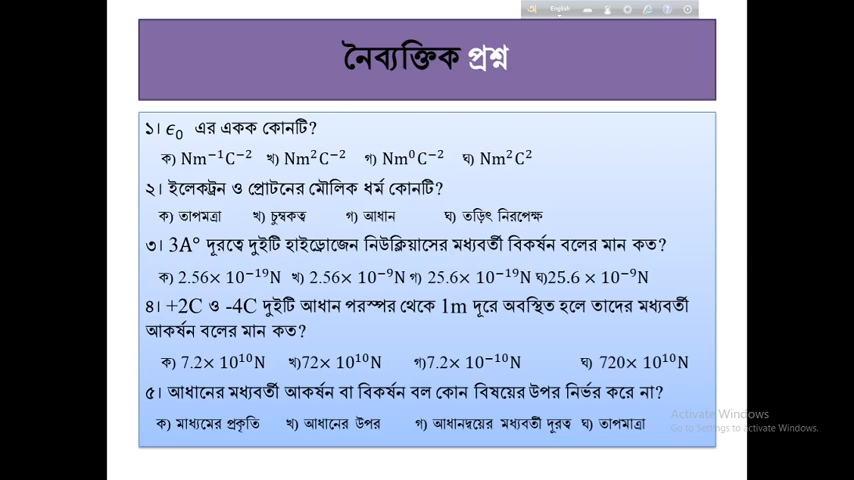 English
নৈব্যক্তিক প্রশ্ন
১। ϵ₀ এর একক কোনটি?
ক) Nm⁻¹C⁻² খ) Nm²C⁻² গ) Nm⁰C⁻² ঘ) Nm²C²
২। ইলেকট্রন ও প্রোটনের মৌলিক ধর্ম কোনটি?
ক) তাপমত্রা খ) চুম্বকত্ব গ) আধান ঘ) তড়িৎ নিরপেক্ষ
৩। 3A° দূরত্বে দুইটি হাইড্রোজেন নিউক্লিয়াসের মধ্যবর্তী বিকর্ষন বলের মান কত?
ক) 2.56× 10⁻¹⁹N খ) 2.56× 10⁻⁹N গ) 25.6× 10⁻¹⁹N ঘ)25.6 × 10⁻⁹N
৪। +2C ও -4C দুইটি আধান পরস্পর থেকে 1m দূরে অবস্থিত হলে তাদের মধ্যবর্তী
আকর্ষন বলের মান কত?
ক) 7.2× 10¹⁰N খ)72× 10¹⁰N গ)7.2× 10⁻¹⁰N ঘ) 720× 10¹⁰N
৫। আধানের মধ্যবর্তী আকর্ষন বা বিকর্ষন বল কোন বিষয়ের উপর নির্ভর করে না?
ক) মাধ্যমের প্রকৃতি খ) আধানের উপর গ) আধানদ্বয়ের মধ্যবর্তী দূরত্ব ঘ) তাপমাত্রা
Activate Windows
Go to Settings to activate Windows.